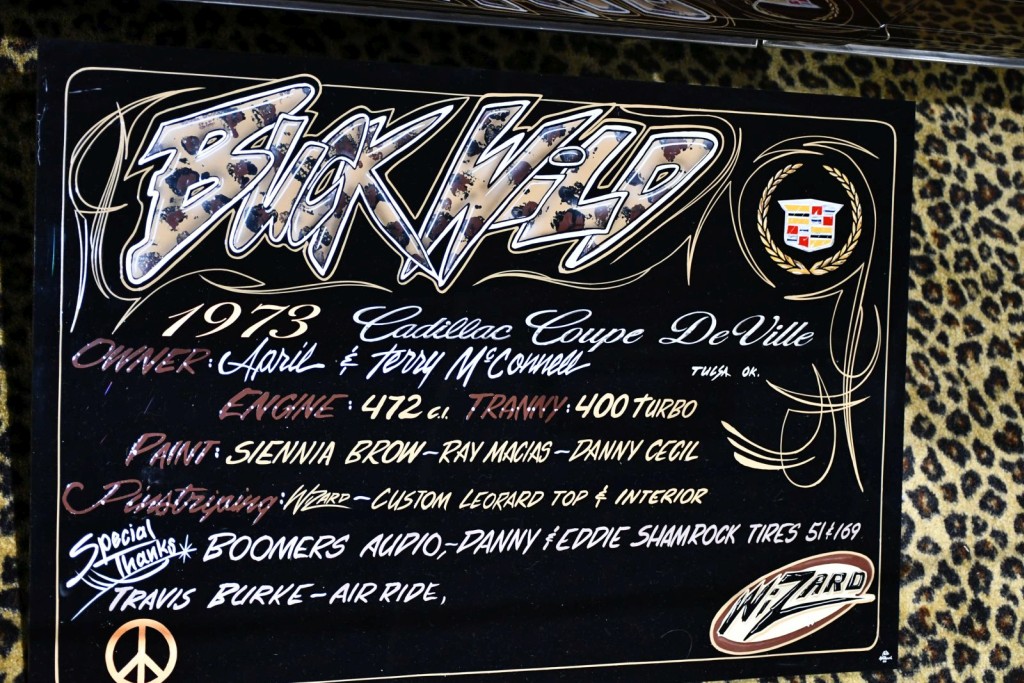 BUCK WILD
1973 Cadillac Coupe DeVille
OWNER: April & Terry McConnell TULSA OK.
ENGINE: 472 C.I. TRANNY: 400 TURBO
PAINT: SIENNIA BROW~RAY MACIAS~DANNY CECIL
Pinstriping: WIZARD~CUSTOM LEORARD TOP & INTERIOR
Special Thanks* BOOMERS AUDIO,~DANNY & EDDIE SHAMROCK TIRES 51 & 169
TRAVIS BURKE~AIR RIDE,
WIZARD